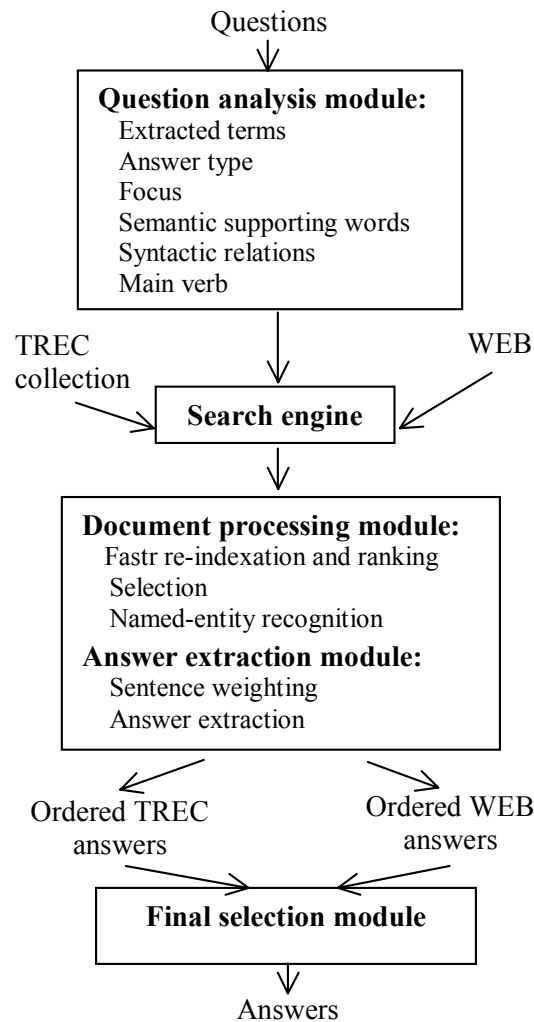 Questions
Question analysis module:
Extracted terms
Answer type
Focus
Semantic supporting words
Syntactic relations
Main verb
TREC
collection
WEB
Search engine
Document processing module:
Fastr re-indexation and ranking
Selection
Named-entity recognition
Answer extraction module:
Sentence weighting
Answer extraction
Ordered TREC
answers
Ordered WEB
answers
Final selection module
Answers